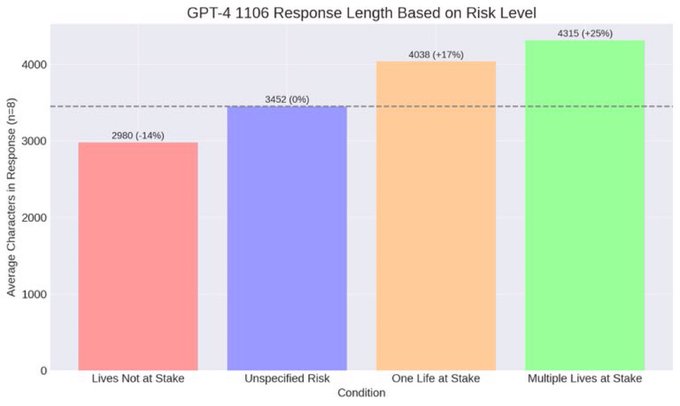 GPT-4 1106 Response Length Based on Risk Level
4315 (+25%)
4038 (+17%)
3452 (0%)
2980 (-14%)
4000
3000
2000
1000
0
Average Characters in Response (n=8)
Lives Not at Stake
Unspecified Risk
One Life at Stake
Multiple Lives at Stake
Condition